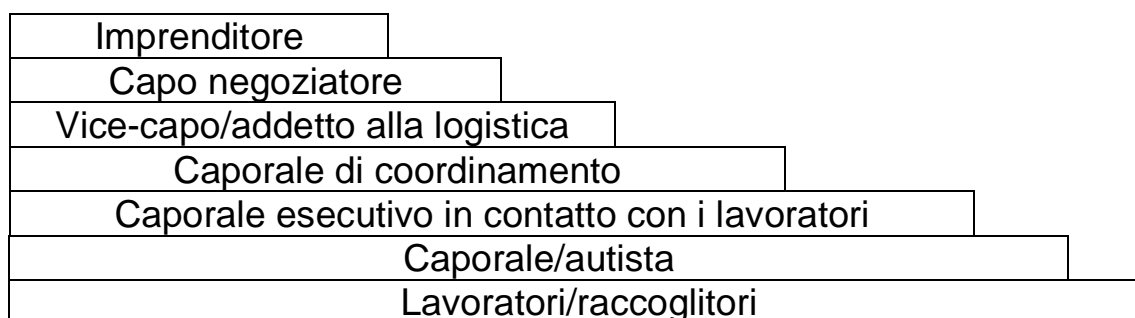 Imprenditore
Capo negoziatore
Vice-capo/addetto alla logistica
Caporale di coordinamento
Caporale esecutivo in contatto con i lavoratori
Caporale/autista
Lavoratori/raccoglitori